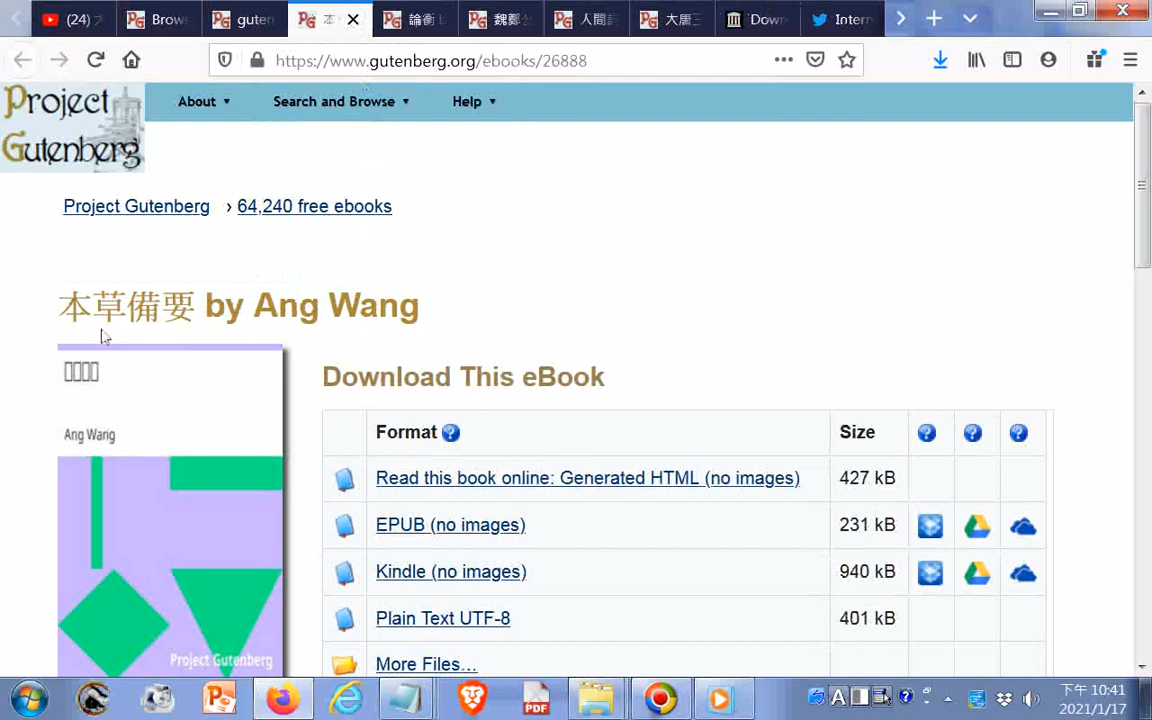 (24)
Brows
guten
本
論衡 b
魏鄭公
人間
大唐三
Down
Intern
https://www.gutenberg.org/ebooks/26888
Project
Gutenberg
About
Search and Browse
Help
Project Gutenberg › 64,240 free ebooks
本草備要 by Ang Wang
Ang Wang
Project Gutenberg
Download This eBook
Format ? Size ? ? ?
Read this book online: Generated HTML (no images) 427 kB
EPUB (no images) 231 kB
Kindle (no images) 940 kB
Plain Text UTF-8 401 kB
More Files…
PDF
A
下午 10:41
2021/1/17